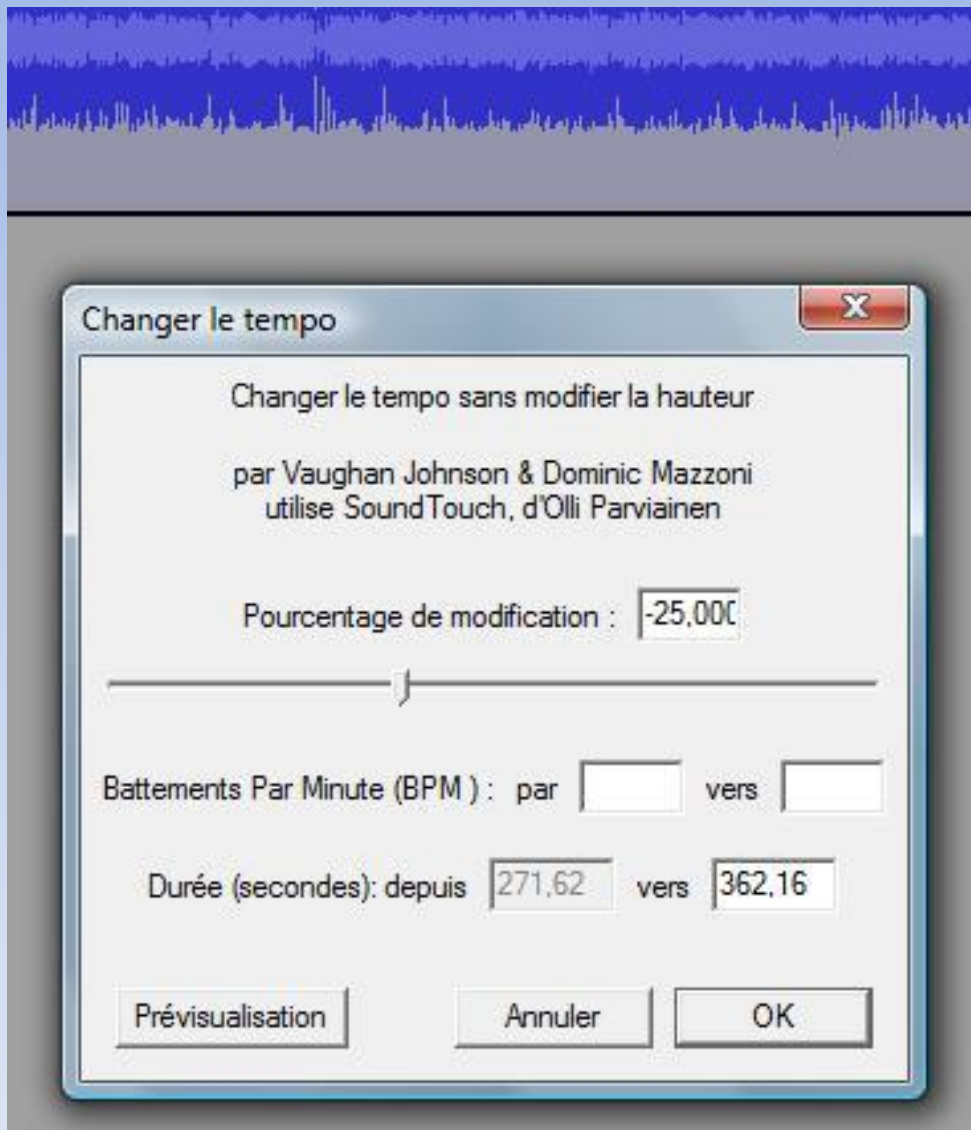 Changer le tempo
Changer le tempo sans modifier la hauteur
par Vaughan Johnson & Dominic Mazzoni
utilise SoundTouch, d'Olli Parviainen
Pourcentage de modification : -25,000
Battements Par Minute (BPM ) : par vers
Durée (secondes): depuis 271,62 vers 362,16
Prévisualisation Annuler OK